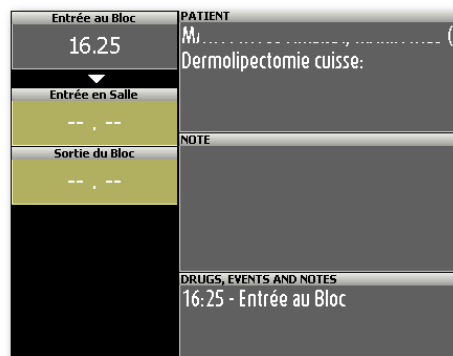 Entrée au Bloc
16.25
Entrée en Salle
-- . --
Sortie du Bloc
-- . --
PATIENT
Dermolipectomie cuisse:
NOTE
DRUGS, EVENTS AND NOTES
16:25 - Entrée au Bloc